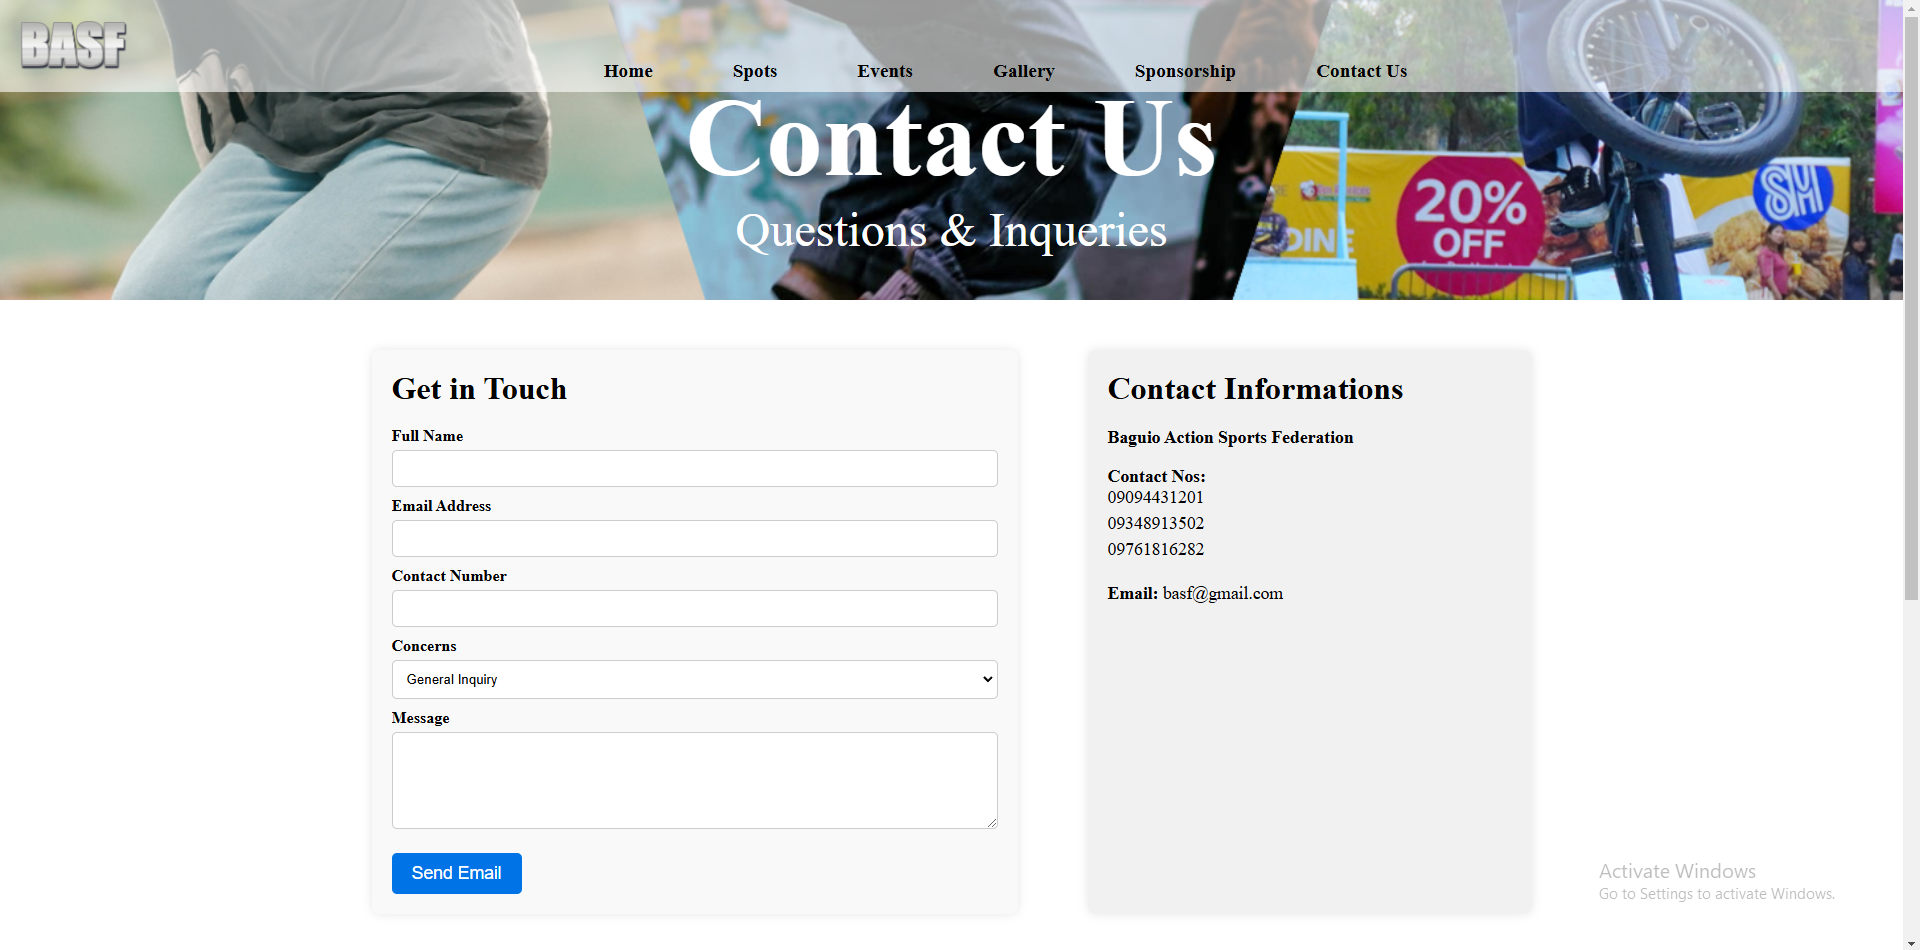 BASF
Home Spots Events Gallery Sponsorship Contact Us
Contact Us
Questions & Inqueries
20%
OFF
DINE
SM
Get in Touch
Full Name
Email Address
Contact Number
Concerns
General Inquiry
Message
Send Email
Contact Informations
Baguio Action Sports Federation
Contact Nos:
09094431201
09348913502
09761816282
Email: basf@gmail.com
Activate Windows
Go to Settings to activate Windows.